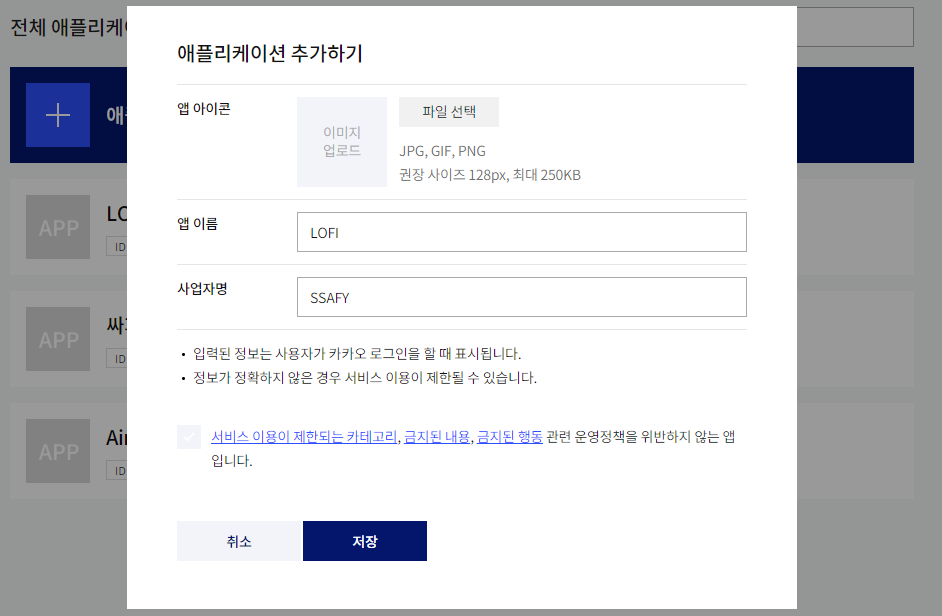 전체 애플리케이
애플리케이션 추가하기
앱 아이콘
이미지
업로드
파일 선택
JPG, GIF, PNG
권장 사이즈 128px, 최대 250KB
앱 이름
LOFI
사업자명
SSAFY
• 입력된 정보는 사용자가 카카오 로그인을 할 때 표시됩니다.
• 정보가 정확하지 않은 경우 서비스 이용이 제한될 수 있습니다.
서비스 이용이 제한되는 카테고리, 금지된 내용, 금지된 행동 관련 운영정책을 위반하지 않는 앱
입니다.
취소
저장
애
APP
LO
ID
APP
싸
ID
APP
Air
ID